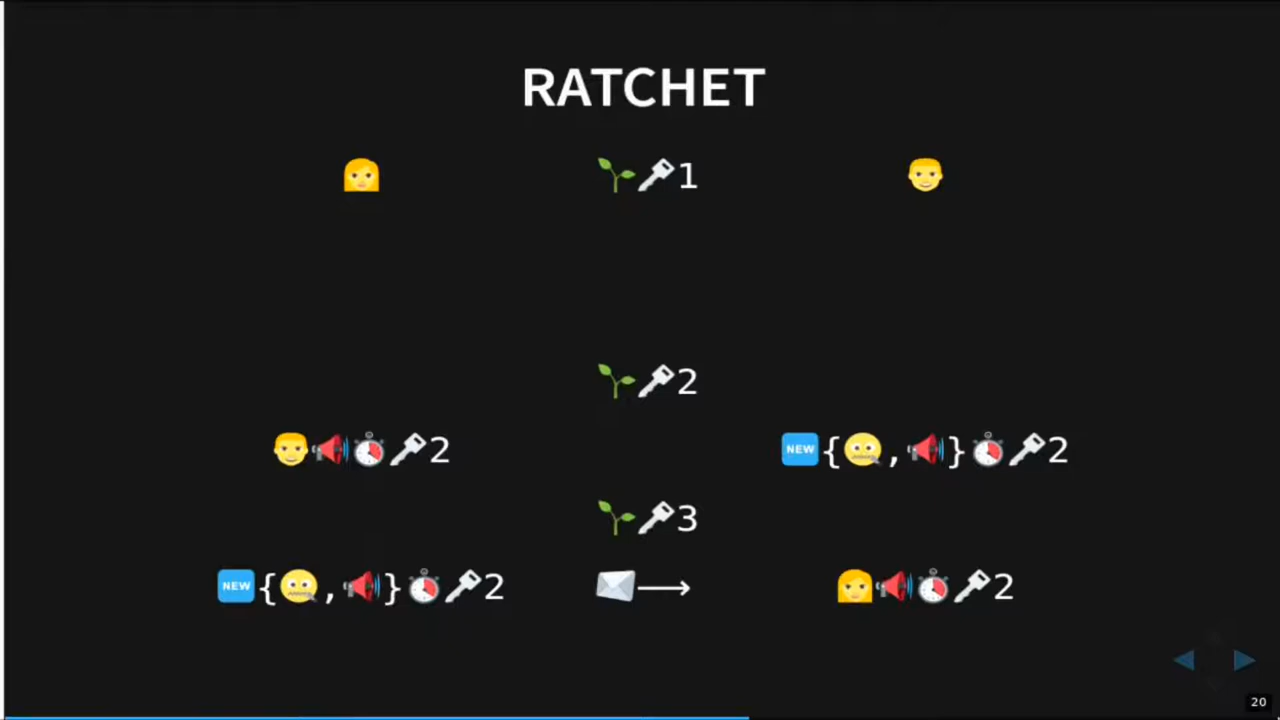 RATCHET
👩 🌱🔑1 👨
🌱🔑2
👨📣⏱🔑2 🆕{🤐,📣}⏱🔑2
🌱🔑3
🆕{🤐,📣}⏱🔑2 ✉⟶ 👩📣⏱🔑2
20